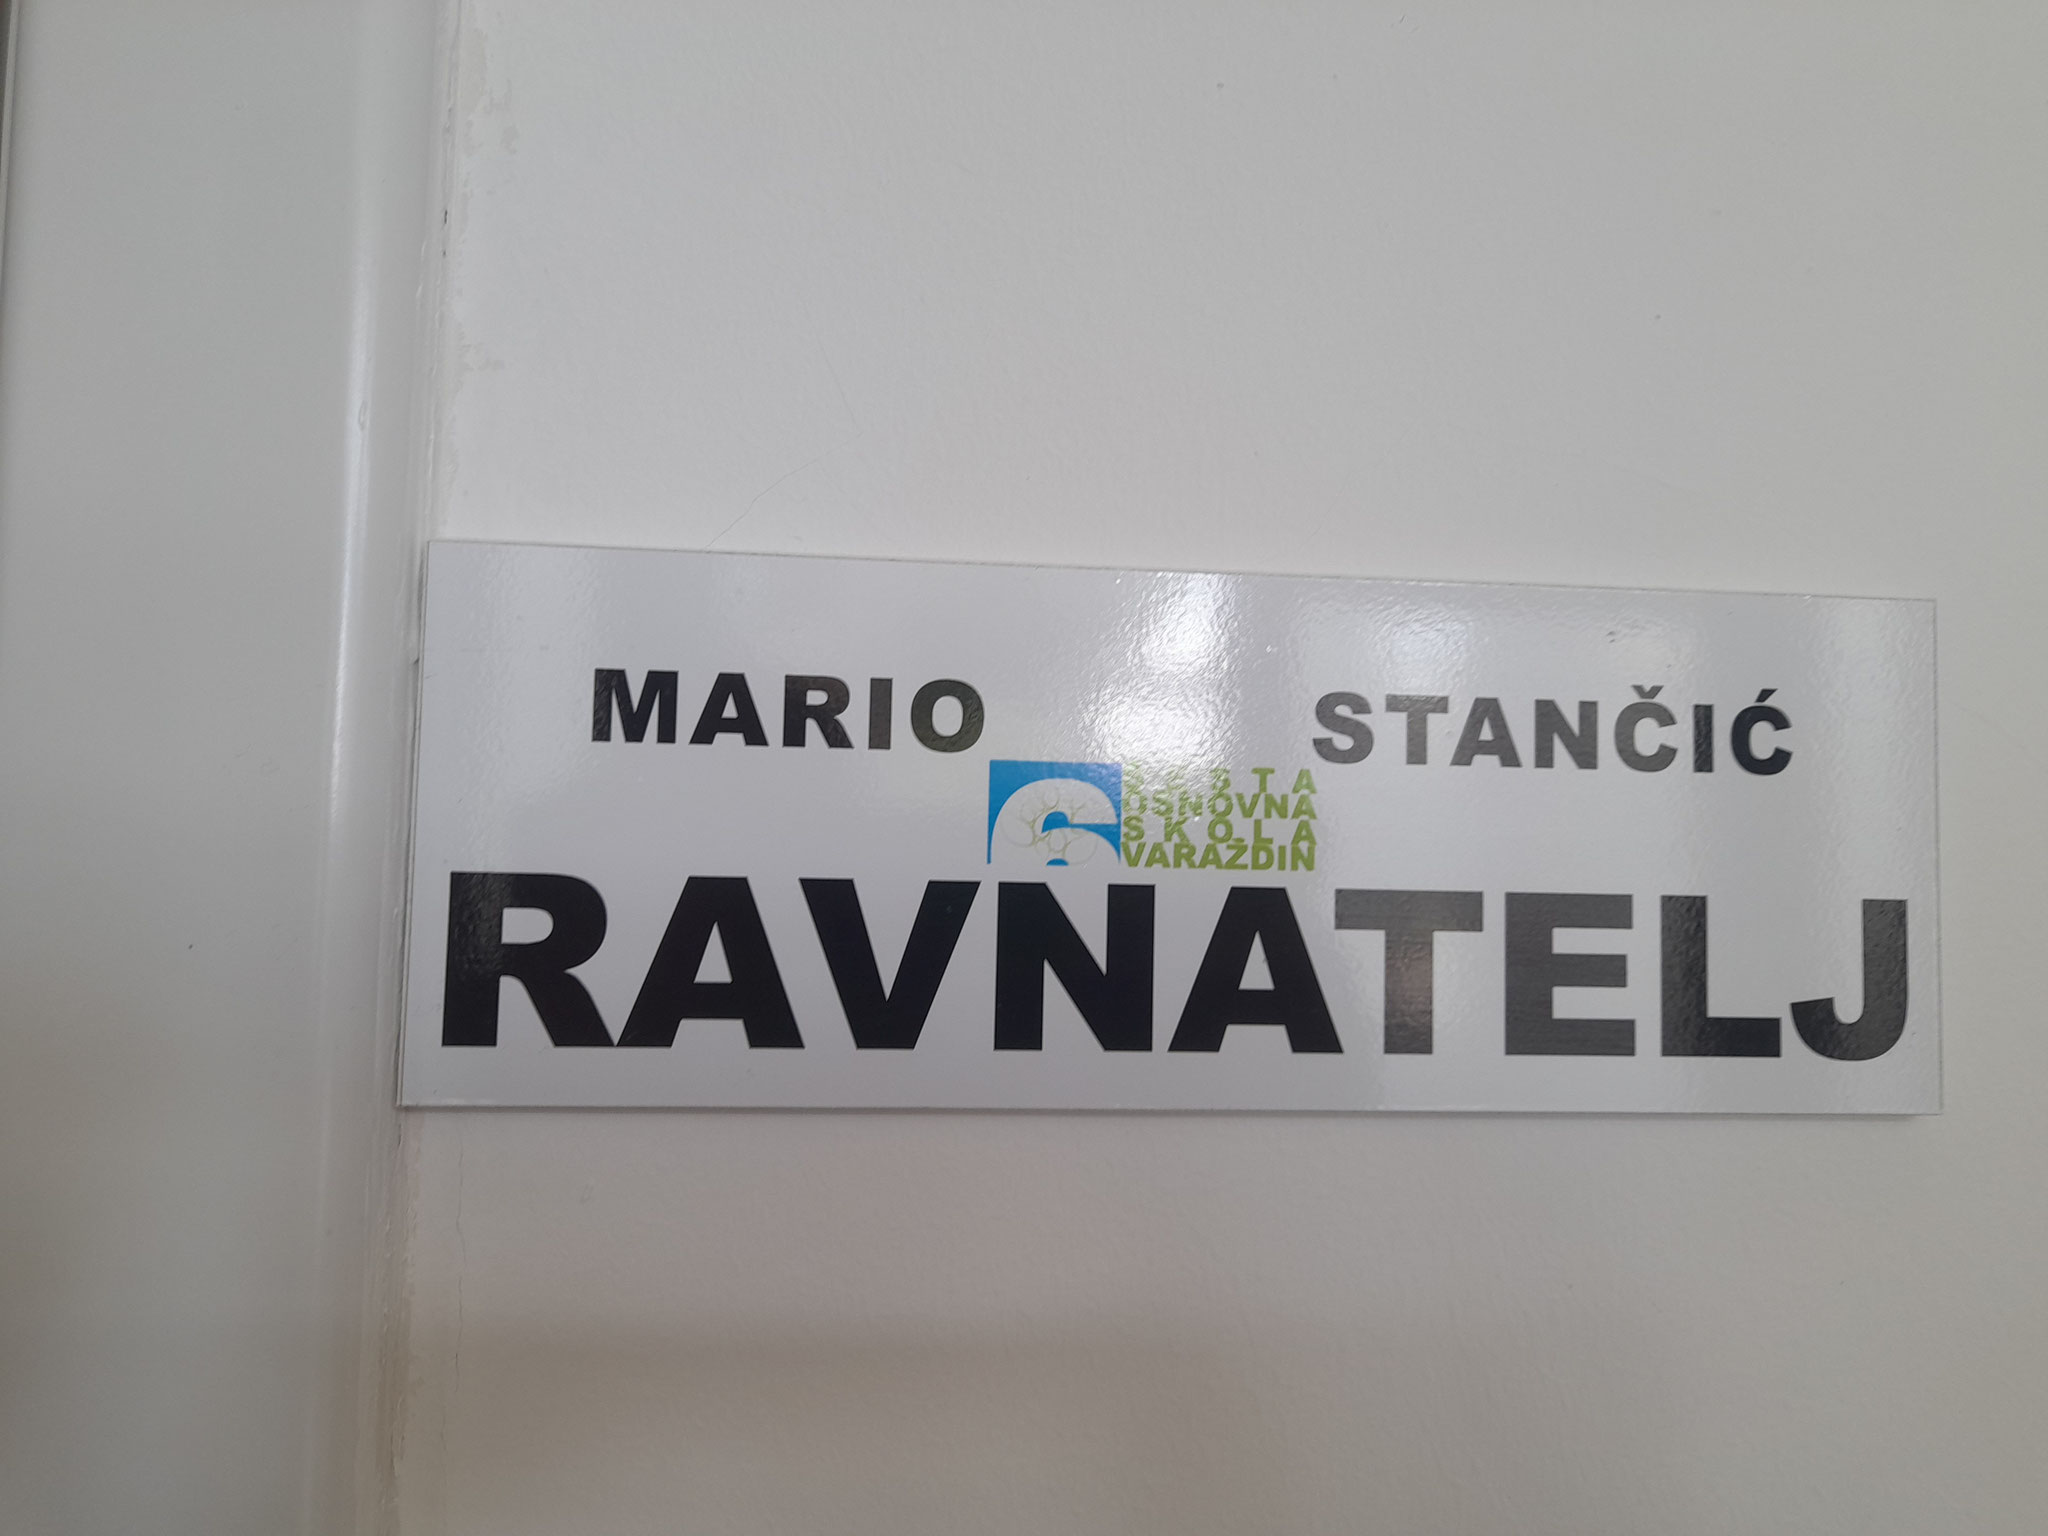 MARIO STANČIĆ
ŠESTA
OSNOVNA
ŠKOLA
VARAŽDIN
RAVNATELJ